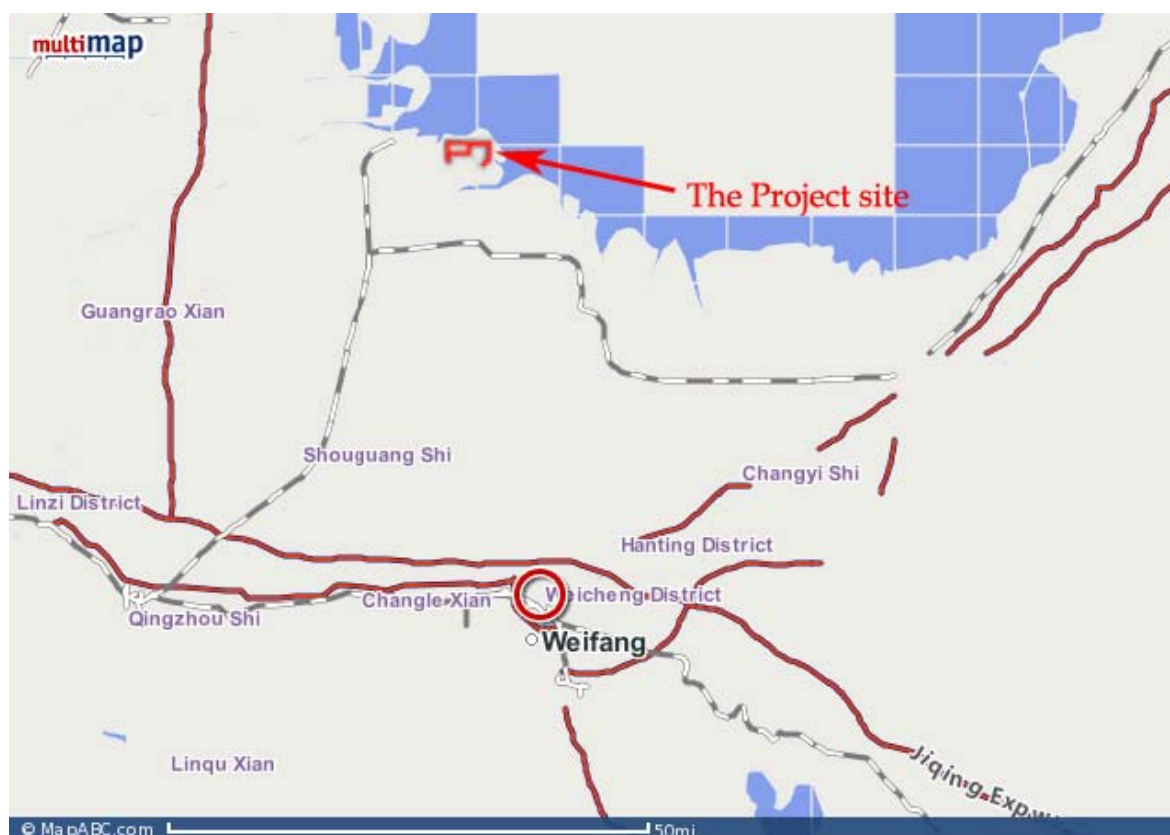 multimap
The Project site
Guangrao Xian
Shouguang Shi
Changyi Shi
Linzi District
Hanting District
Changle Xian
Weicheng District
Qingzhou Shi
Weifang
Linqu Xian
Jiqing
© MapABC.com
50mi